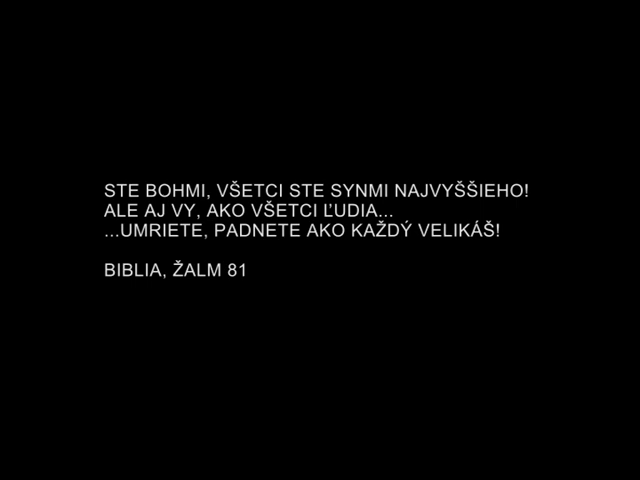 STE BOHMI, VŠETCI STE SYNMI NAJVYŠŠIEHO!
ALE AJ VY, AKO VŠETCI ĽUDIA...
...UMRIETE, PADNETE AKO KAŽDÝ VELIKÁŠ!
BIBLIA, ŽALM 81